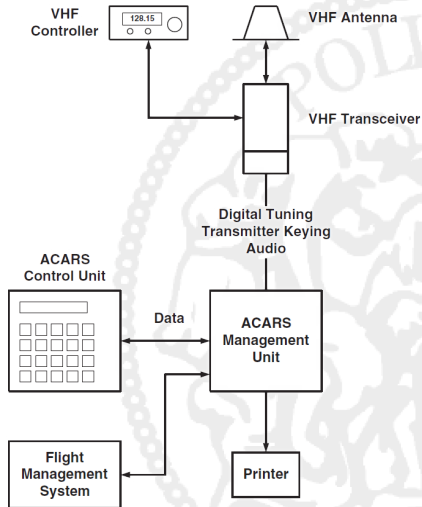 VHF
Controller
128.15
VHF Antenna
VHF Transceiver
Digital Tuning
Transmitter Keying
Audio
ACARS
Control Unit
Data
ACARS
Management
Unit
Flight
Management
System
Printer
POLI